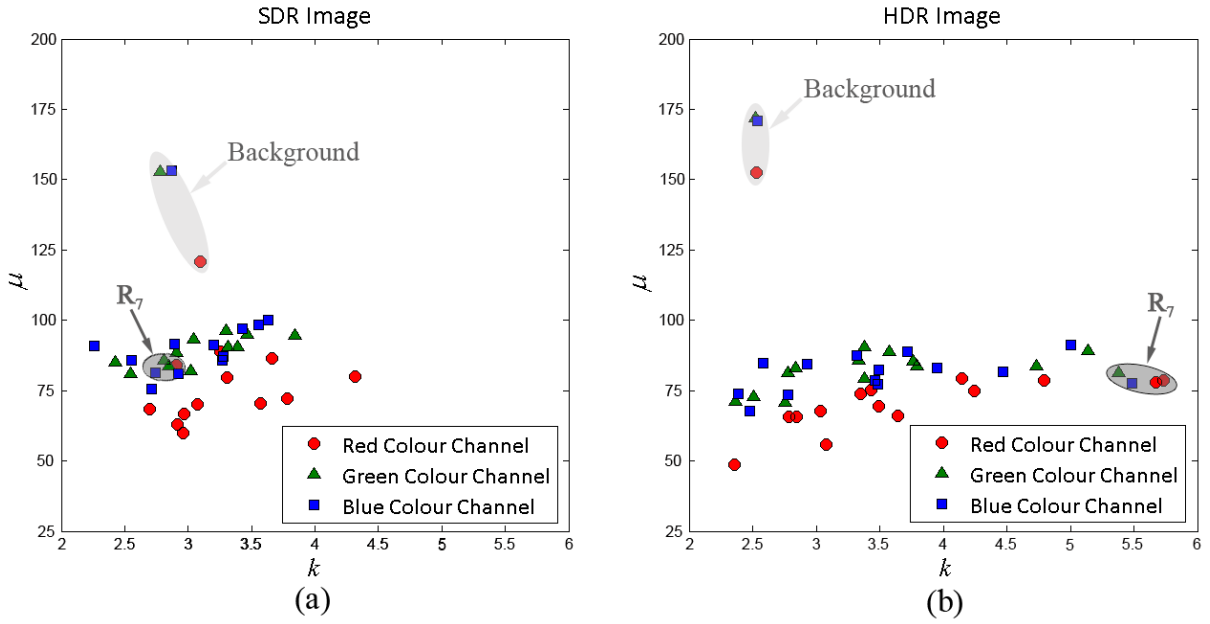 SDR Image
200
175
150
125
100
75
50
25
μ
Background
R7
Red Colour Channel
Green Colour Channel
Blue Colour Channel
2
2.5
3
3.5
4
4.5
5
5.5
6
k
(a)
HDR Image
200
175
150
125
100
75
50
25
μ
Background
R7
Red Colour Channel
Green Colour Channel
Blue Colour Channel
2
2.5
3
3.5
4
4.5
5
5.5
6
k
(b)